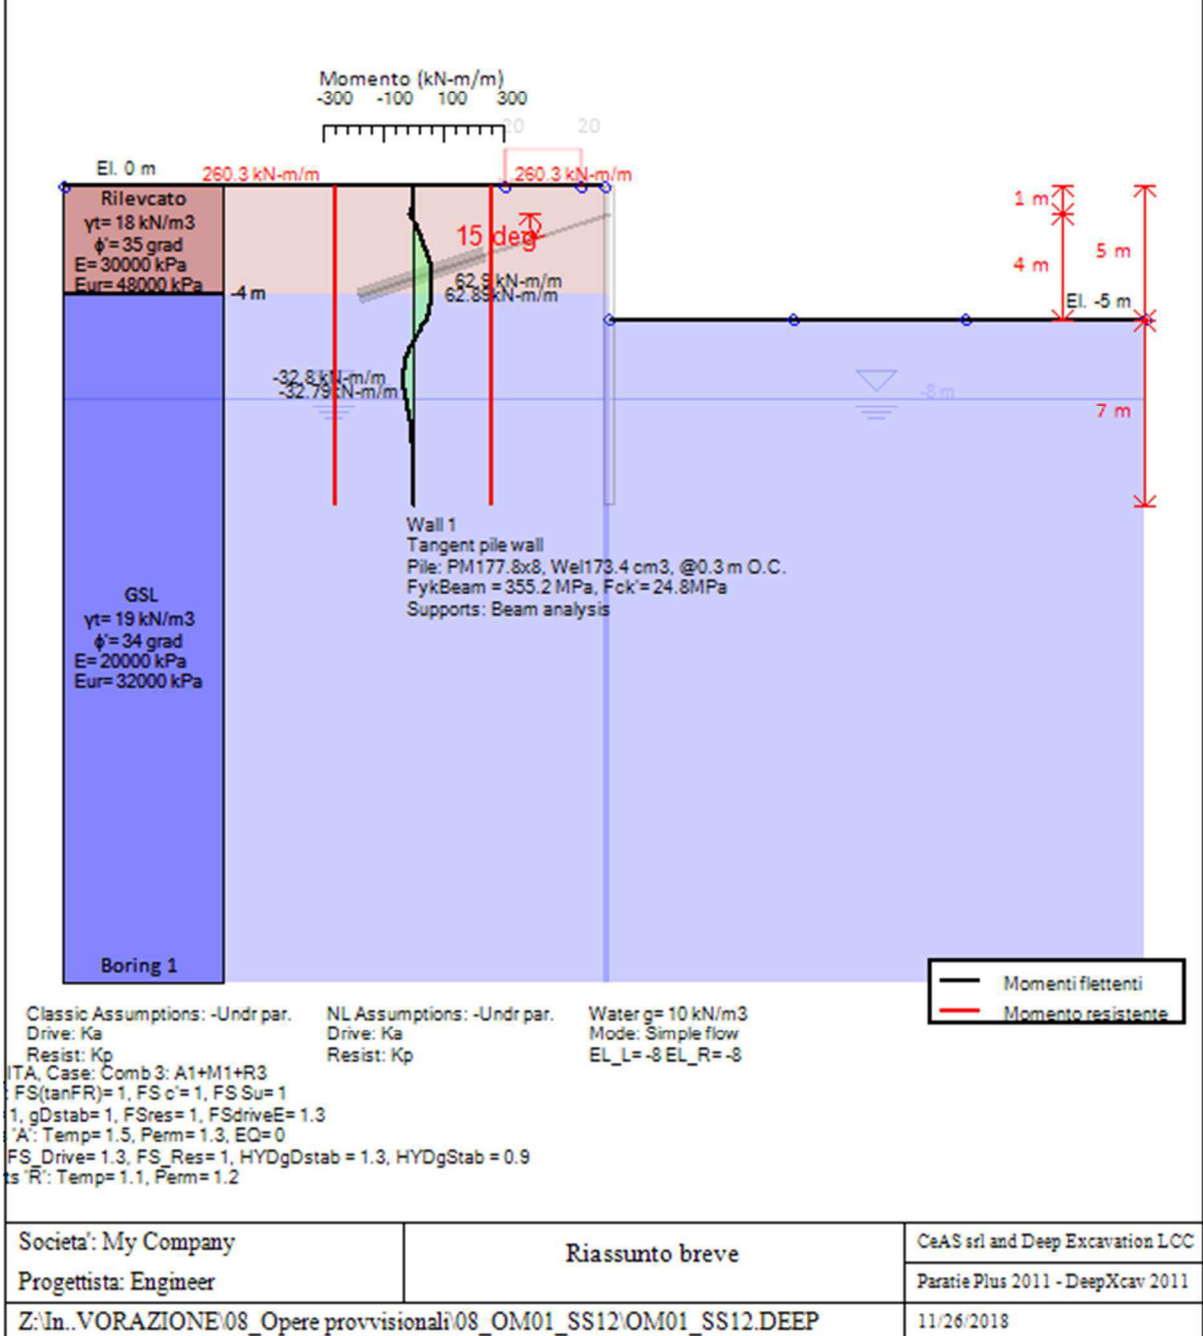 Momento (kN-m/m)
-300 -100 100 300
20 20
El. 0 m
260.3 kN-m/m
260.3 kN-m/m
Rilevcato
γt= 18 kN/m3
ϕ'= 35 grad
E= 30000 kPa
Eur= 48000 kPa
-4 m
15 deg
62.9 kN-m/m
62.89kN-m/m
1 m
4 m
5 m
El. -5 m
-32.8 kN-m/m
-32.79kN-m/m
-8 m
7 m
Wall 1
Tangent pile wall
Pile: PM177.8x8, Wel173.4 cm3, @0.3 m O.C.
FykBeam = 355.2 MPa, Fck'= 24.8MPa
Supports: Beam analysis
GSL
γt= 19 kN/m3
ϕ'= 34 grad
E= 20000 kPa
Eur= 32000 kPa
Boring 1
Momenti flettenti
Momento resistente
Classic Assumptions: -Undr par.
Drive: Ka
Resist: Kp
NL Assumptions: -Undr par.
Drive: Ka
Resist: Kp
Water g= 10 kN/m3
Mode: Simple flow
EL_L= -8 EL_R= -8
ITA, Case: Comb 3: A1+M1+R3
: FS(tanFR)= 1, FS c'= 1, FS Su= 1
1, gDstab= 1, FSres= 1, FSdriveE= 1.3
'A': Temp= 1.5, Perm= 1.3, EQ= 0
FS_Drive= 1.3, FS_Res= 1, HYDgDstab = 1.3, HYDgStab = 0.9
ts 'R': Temp= 1.1, Perm= 1.2
Societa': My Company
Progettista: Engineer
Riassunto breve
CeAS srl and Deep Excavation LCC
Paratie Plus 2011 - DeepXcav 2011
Z:\In..VORAZIONE\08_Opere provvisionali\08_OM01_SS12\OM01_SS12.DEEP
11/26/2018